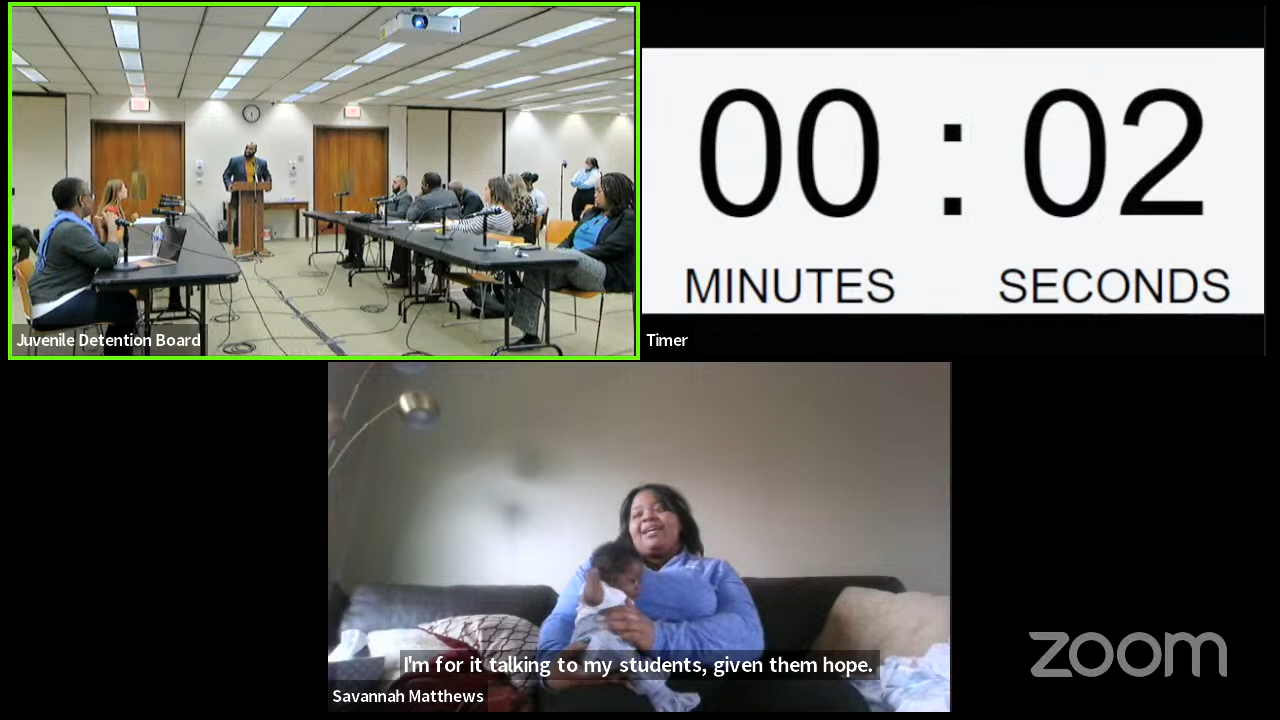 00 : 02
MINUTES SECONDS
Juvenile Detention Board
Timer
I'm for it talking to my students, given them hope.
Savannah Matthews
zoom